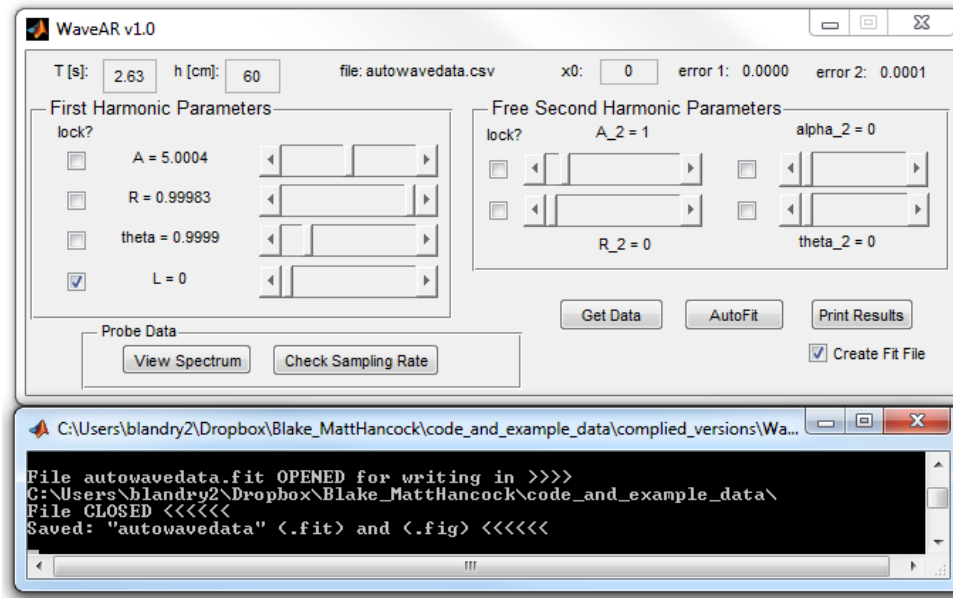 WaveAR v1.0
T [s]: 2.63 h [cm]: 60 file: autowavedata.csv x0: 0 error 1: 0.0000 error 2: 0.0001
First Harmonic Parameters
lock?
A = 5.0004
R = 0.99983
theta = 0.9999
L = 0
Free Second Harmonic Parameters
lock? A_2 = 1 alpha_2 = 0
R_2 = 0 theta_2 = 0
Get Data AutoFit Print Results
Create Fit File
Probe Data
View Spectrum Check Sampling Rate
C:\Users\blandry2\Dropbox\Blake_MattHancock\code_and_example_data\complied_versions\Wa...
File autowavedata.fit OPENED for writing in >>>>
C:\Users\blandry2\Dropbox\Blake_MattHancock\code_and_example_data\
File CLOSED <<<<<<
Saved: "autowavedata" (.fit) and (.fig) <<<<<<